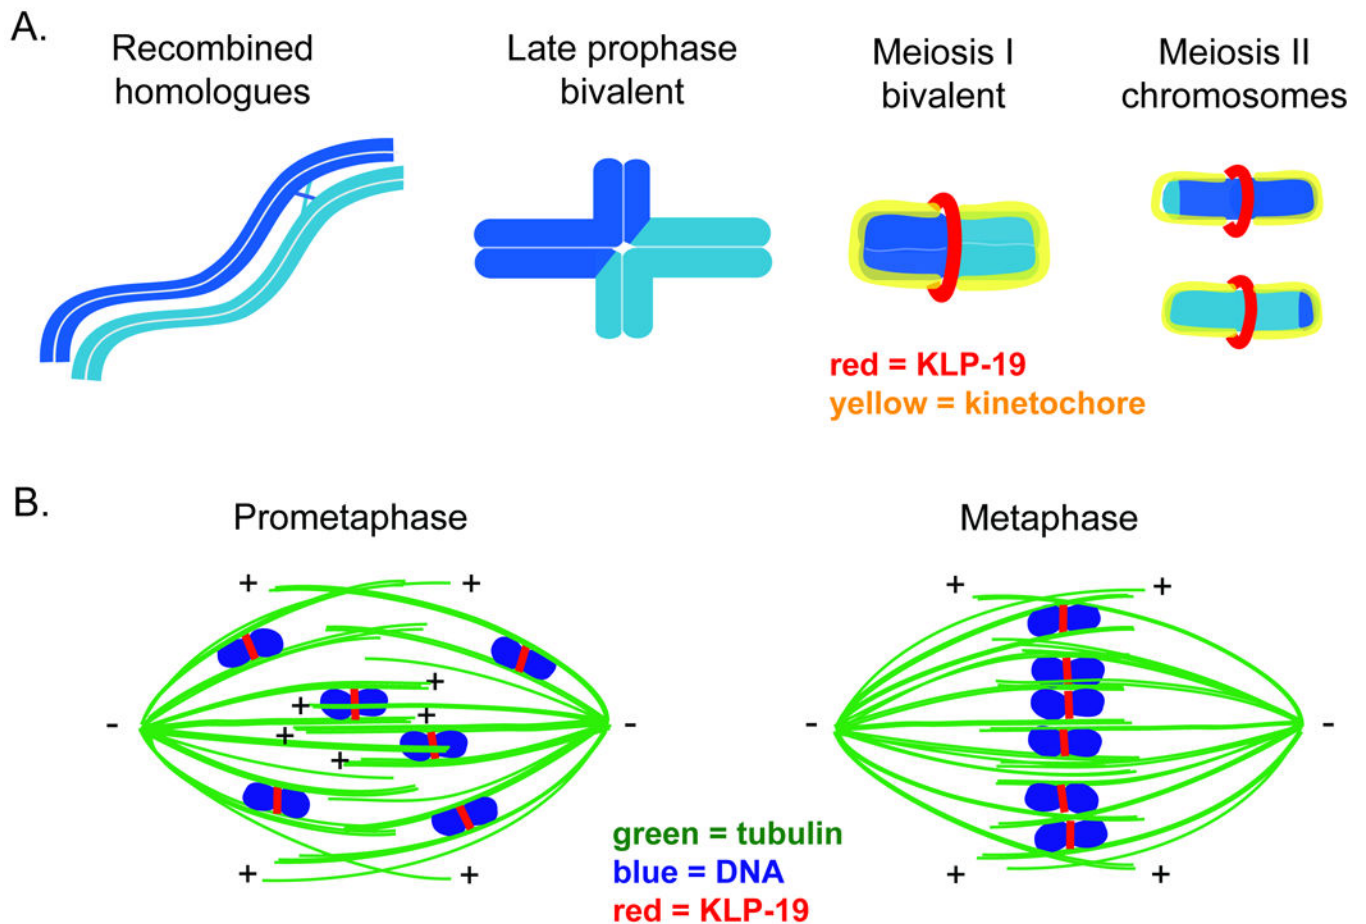 A.
Recombined
homologues
Late prophase
bivalent
Meiosis I
bivalent
Meiosis II
chromosomes
red = KLP-19
yellow = kinetochore
B.
Prometaphase
Metaphase
+ +
+ +
- + + + + + -
+ +
- -
+ +
green = tubulin
blue = DNA
red = KLP-19